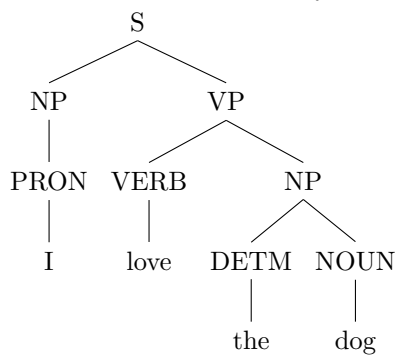 S
NP VP
PRON VERB NP
I love DETM NOUN
the dog